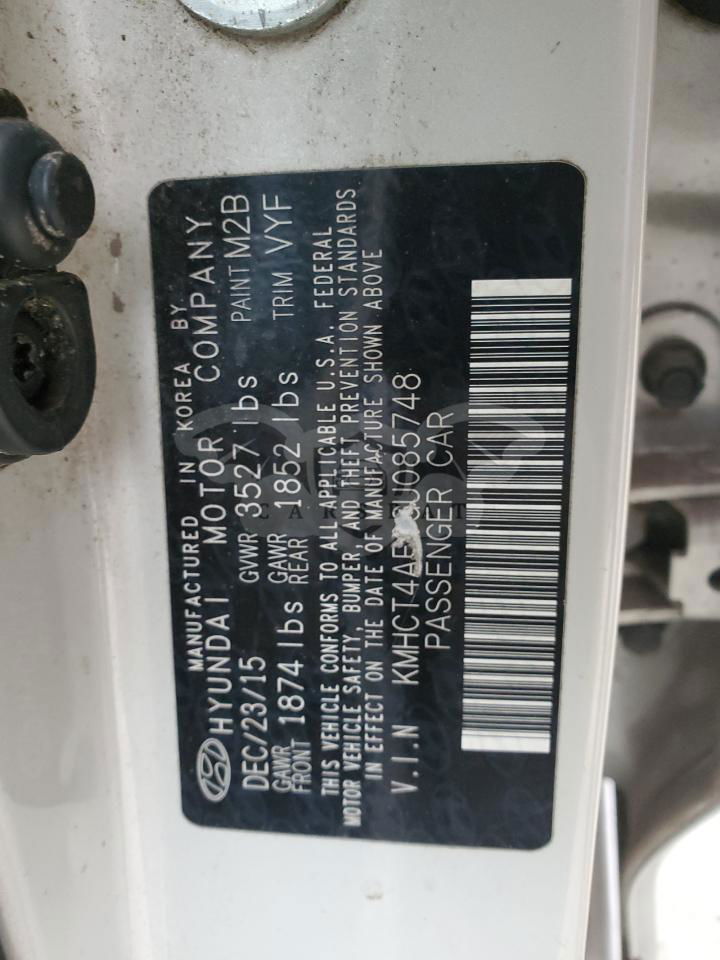 MANUFACTURED IN KOREA BY
HYUNDAI MOTOR COMPANY
DEC/23/15 GVWR 3527 lbs PAINT M2B
GAWR FRONT 1874 lbs GAWR REAR 1852 lbs TRIM VYF
THIS VEHICLE CONFORMS TO ALL APPLICABLE U.S.A. FEDERAL
MOTOR VEHICLE SAFETY, BUMPER, AND THEFT PREVENTION STANDARDS
IN EFFECT ON THE DATE OF MANUFACTURE SHOWN ABOVE
V.I.N
PASSENGER CAR